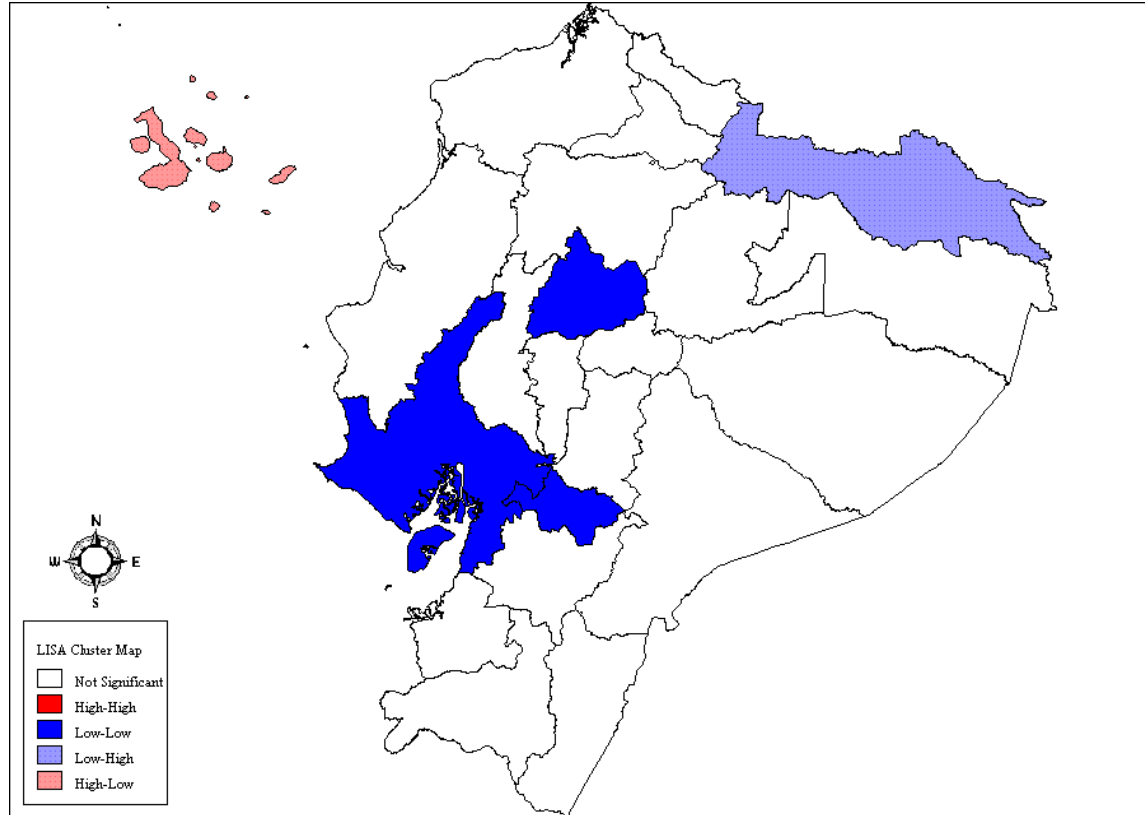 N
W E
S
LISA Cluster Map
Not Significant
High-High
Low-Low
Low-High
High-Low